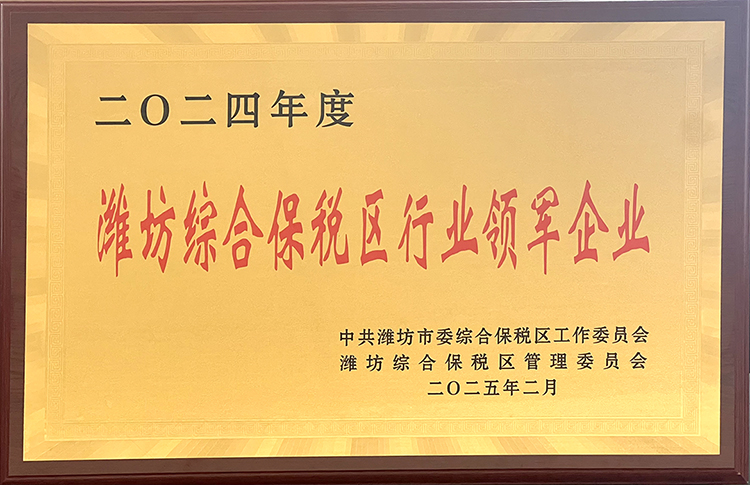 二〇二四年度
潍坊综合保税区行业领军企业
中共潍坊市委综合保税区工作委员会
潍坊综合保税区管理委员会
二〇二五年二月